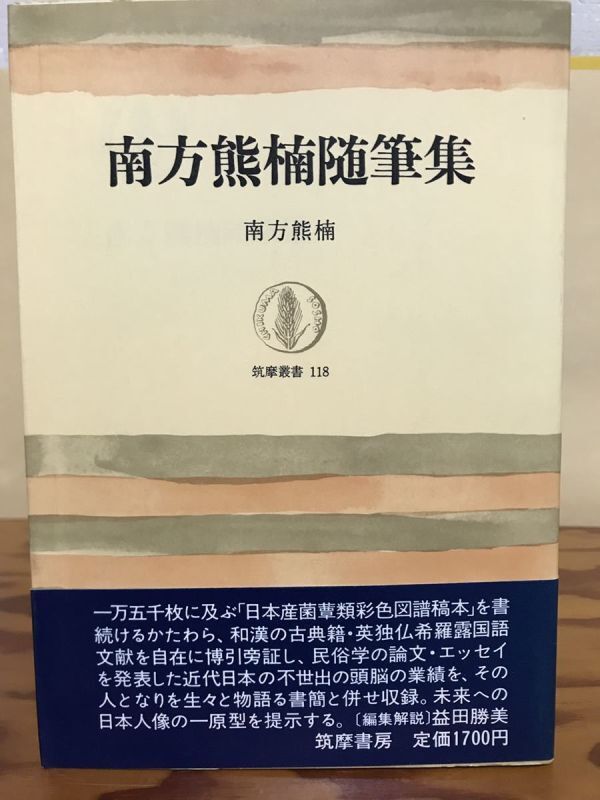 南方熊楠随筆集
南方熊楠
筑摩叢書 118
一万五千枚に及ぶ「日本産菌蕈類彩色図譜稿本」を書
続けるかたわら、和漢の古典籍・英独仏希羅露国語
文献を自在に博引旁証し、民俗学の論文・エッセイ
を発表した近代日本の不世出の頭脳の業績を、その
人となりを生々と物語る書簡と併せ収録。未来への
日本人像の一原型を提示する。〔編集解説〕益田勝美
筑摩書房 定価1700円